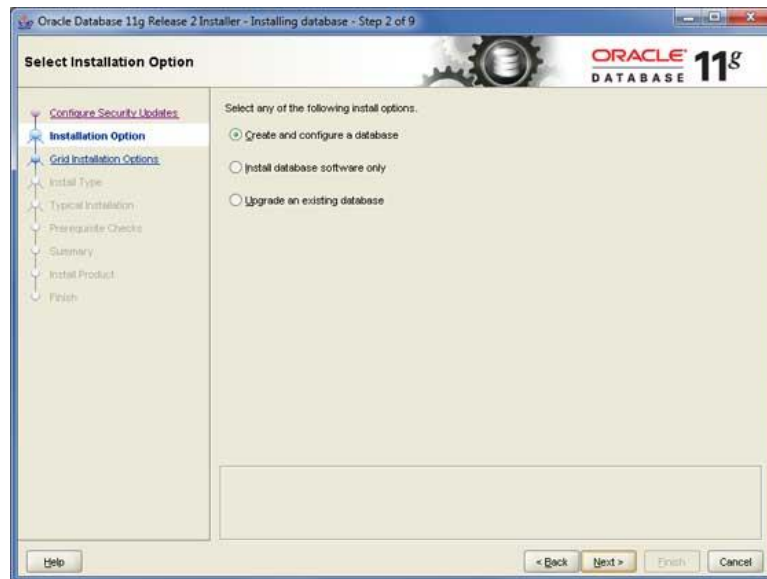 Oracle Database 11g Release 2 Installer - Installing database - Step 2 of 9
Select Installation Option
ORACLE
DATABASE 11g
Configure Security Updates
Installation Option
Grid Installation Options
Install Type
Typical Installation
Prerequisite Checks
Summary
Install Product
Finish
Select any of the following install options.
Create and configure a database
Install database software only
Upgrade an existing database
Help
< Back
Next >
Finish
Cancel